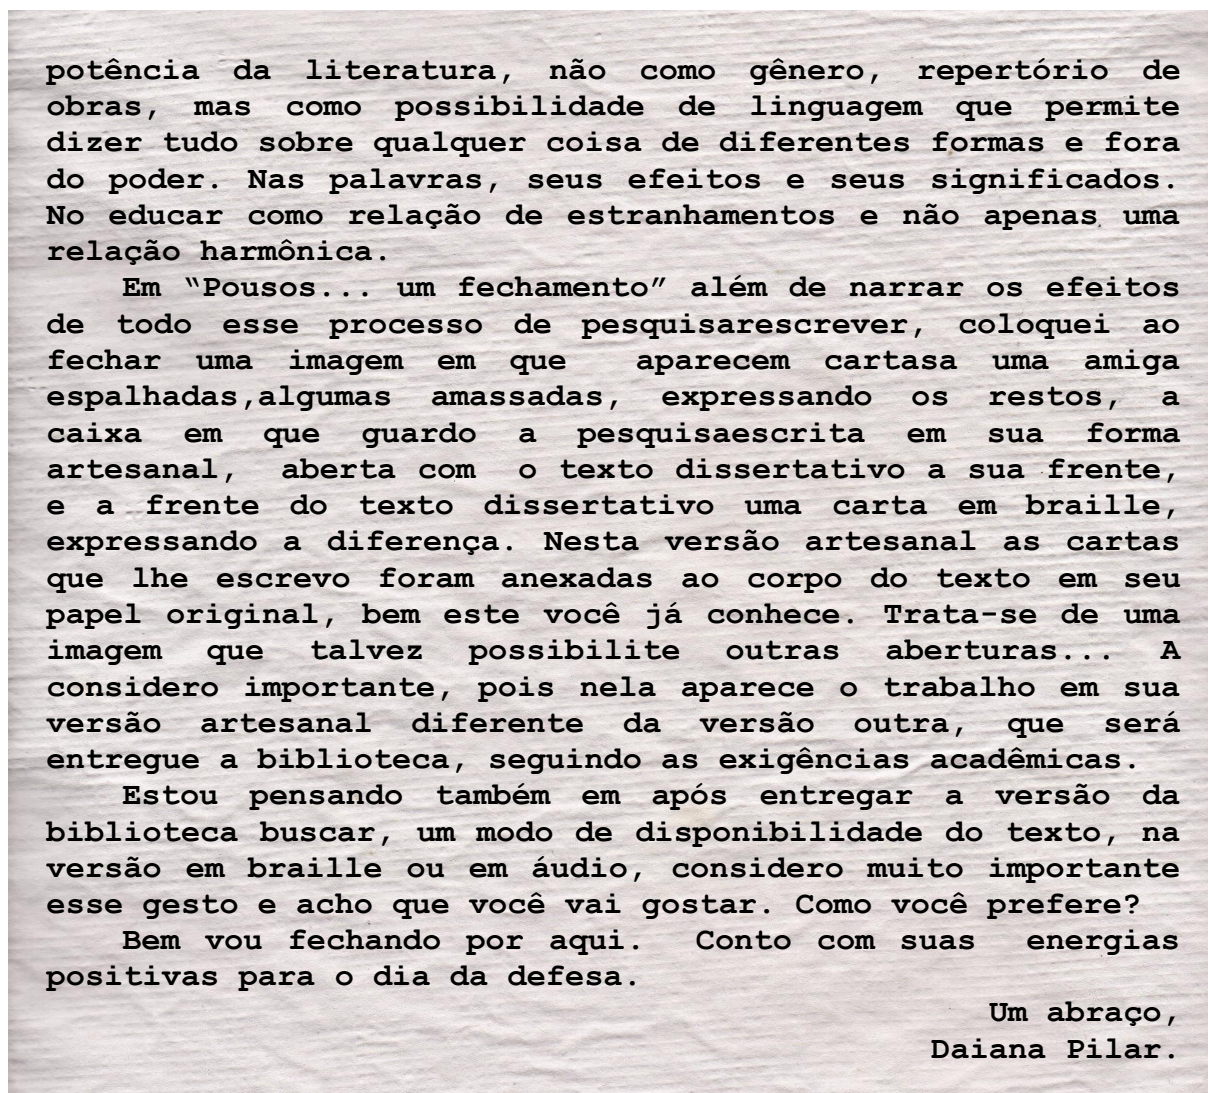 potência da literatura, não como gênero, repertório de
obras, mas como possibilidade de linguagem que permite
dizer tudo sobre qualquer coisa de diferentes formas e fora
do poder. Nas palavras, seus efeitos e seus significados.
No educar como relação de estranhamentos e não apenas uma
relação harmônica.
Em “Pousos... um fechamento” além de narrar os efeitos
de todo esse processo de pesquisarescrever, coloquei ao
fechar uma imagem em que aparecem cartasa uma amiga
espalhadas,algumas amassadas, expressando os restos, a
caixa em que guardo a pesquisaescrita em sua forma
artesanal, aberta com o texto dissertativo a sua frente,
e a frente do texto dissertativo uma carta em braille,
expressando a diferença. Nesta versão artesanal as cartas
que lhe escrevo foram anexadas ao corpo do texto em seu
papel original, bem este você já conhece. Trata-se de uma
imagem que talvez possibilite outras aberturas... A
considero importante, pois nela aparece o trabalho em sua
versão artesanal diferente da versão outra, que será
entregue a biblioteca, seguindo as exigências acadêmicas.
Estou pensando também em após entregar a versão da
biblioteca buscar, um modo de disponibilidade do texto, na
versão em braille ou em áudio, considero muito importante
esse gesto e acho que você vai gostar. Como você prefere?
Bem vou fechando por aqui. Conto com suas energias
positivas para o dia da defesa.
Um abraço,
Daiana Pilar.